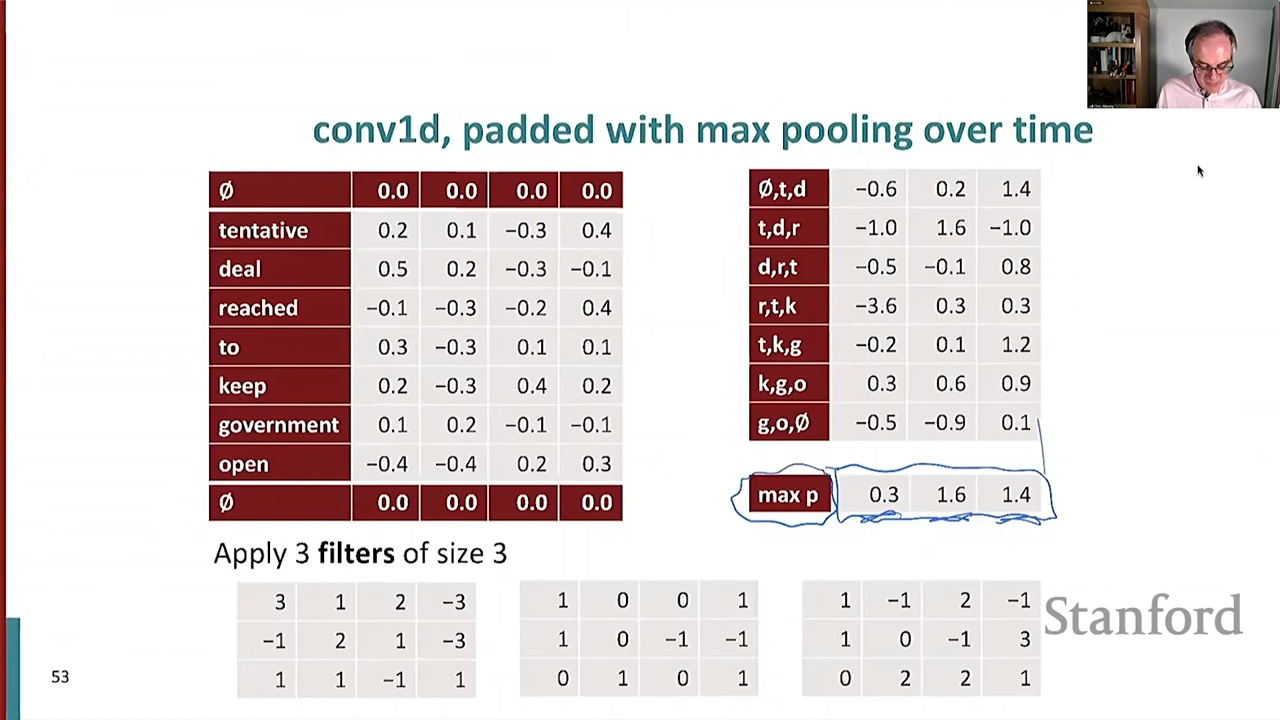 conv1d, padded with max pooling over time
Ø 0.0 0.0 0.0 0.0
tentative 0.2 0.1 −0.3 0.4
deal 0.5 0.2 −0.3 −0.1
reached −0.1 −0.3 −0.2 0.4
to 0.3 −0.3 0.1 0.1
keep 0.2 −0.3 0.4 0.2
government 0.1 0.2 −0.1 −0.1
open −0.4 −0.4 0.2 0.3
Ø 0.0 0.0 0.0 0.0
Ø,t,d −0.6 0.2 1.4
t,d,r −1.0 1.6 −1.0
d,r,t −0.5 −0.1 0.8
r,t,k −3.6 0.3 0.3
t,k,g −0.2 0.1 1.2
k,g,o 0.3 0.6 0.9
g,o,Ø −0.5 −0.9 0.1
max p 0.3 1.6 1.4
Apply 3 filters of size 3
3 1 2 −3
−1 2 1 −3
1 1 −1 1
1 0 0 1
1 0 −1 −1
0 1 0 1
1 −1 2 −1
1 0 −1 3
0 2 2 1
Stanford
53